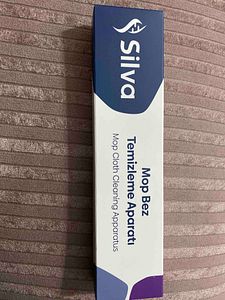 Silva
Mop Bez
Temizleme Aparatı
Mop Cloth Cleaning Apparatus